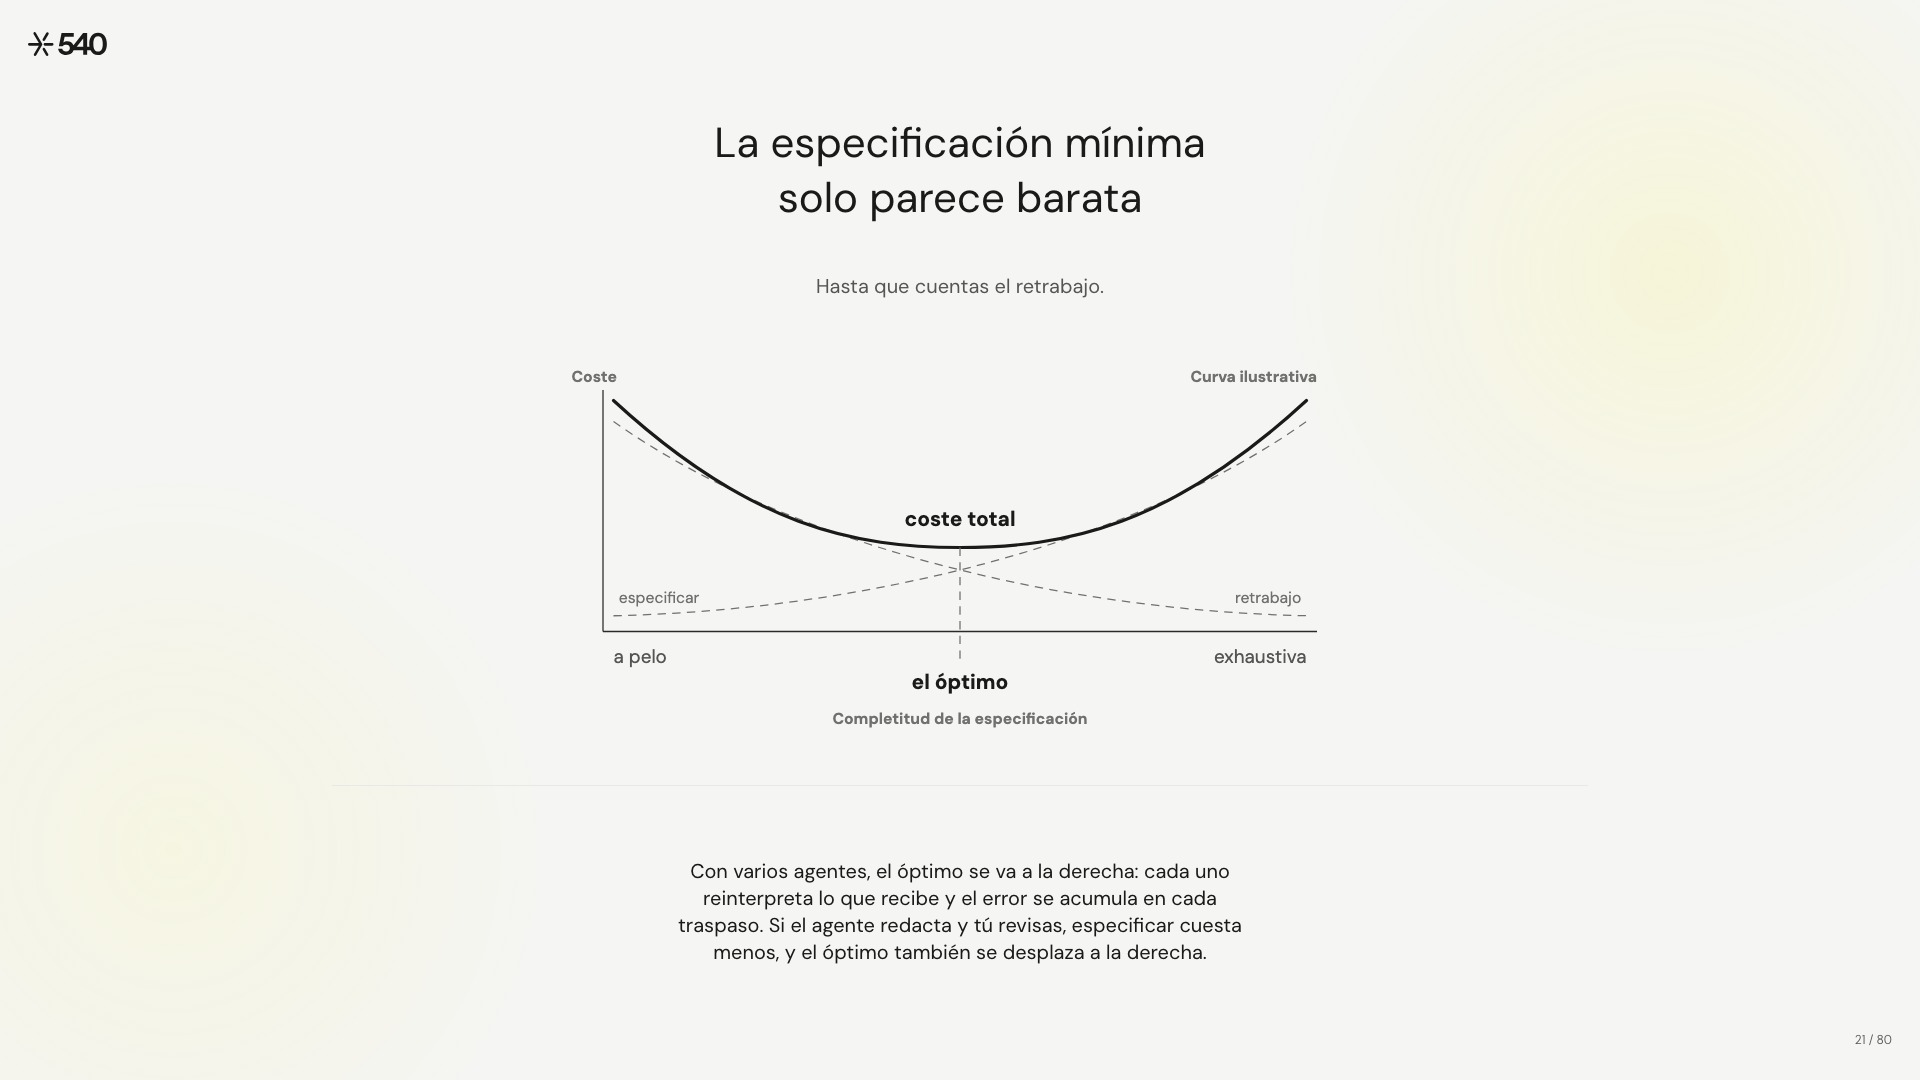 540
La especificación mínima
solo parece barata
Hasta que cuentas el retrabajo.
Coste
Curva ilustrativa
coste total
especificar
retrabajo
a pelo
exhaustiva
el óptimo
Completitud de la especificación
Con varios agentes, el óptimo se va a la derecha: cada uno
reinterpreta lo que recibe y el error se acumula en cada
traspaso. Si el agente redacta y tú revisas, especificar cuesta
menos, y el óptimo también se desplaza a la derecha.
21 / 80